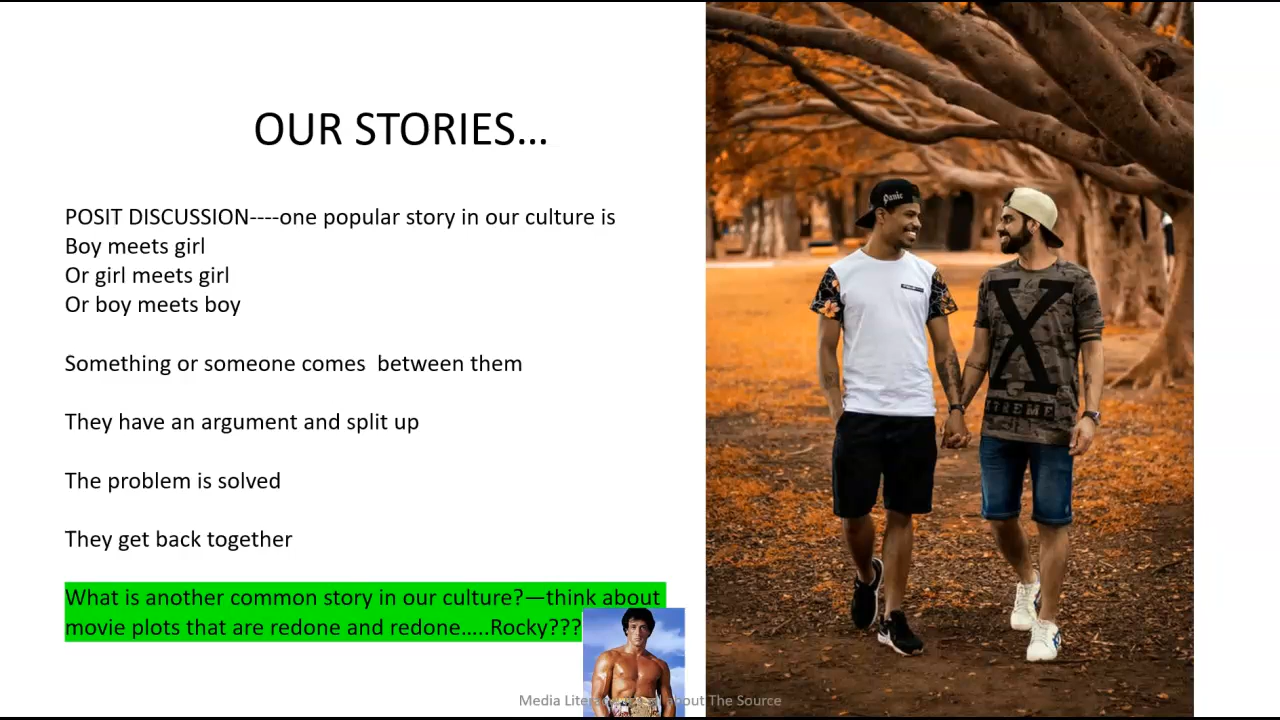 OUR STORIES...
POSIT DISCUSSION----one popular story in our culture is
Boy meets girl
Or girl meets girl
Or boy meets boy
Something or someone comes  between them
They have an argument and split up
The problem is solved
They get back together
What is another common story in our culture?—think about
movie plots that are redone and redone…..Rocky???
Panic
X
XTREME
Media about The Source